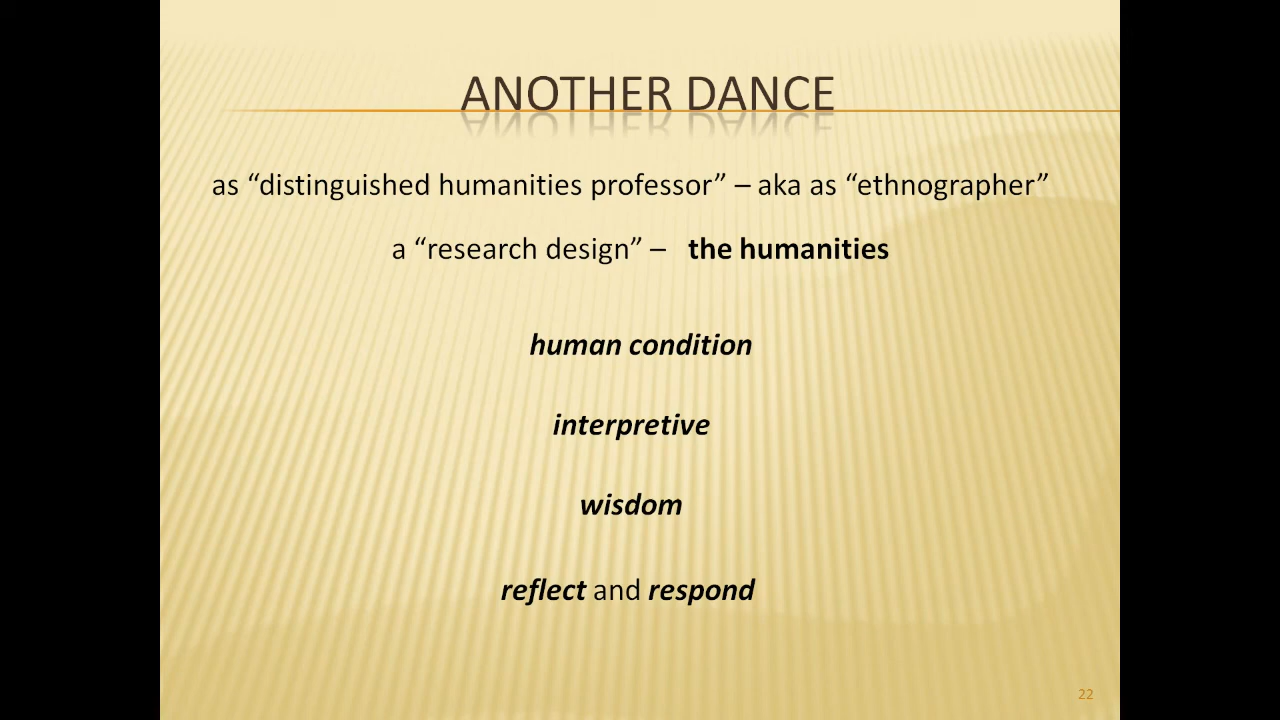 ANOTHER DANCE
as “distinguished humanities professor” – aka as “ethnographer”
a “research design” – the humanities
human condition
interpretive
wisdom
reflect and respond
22